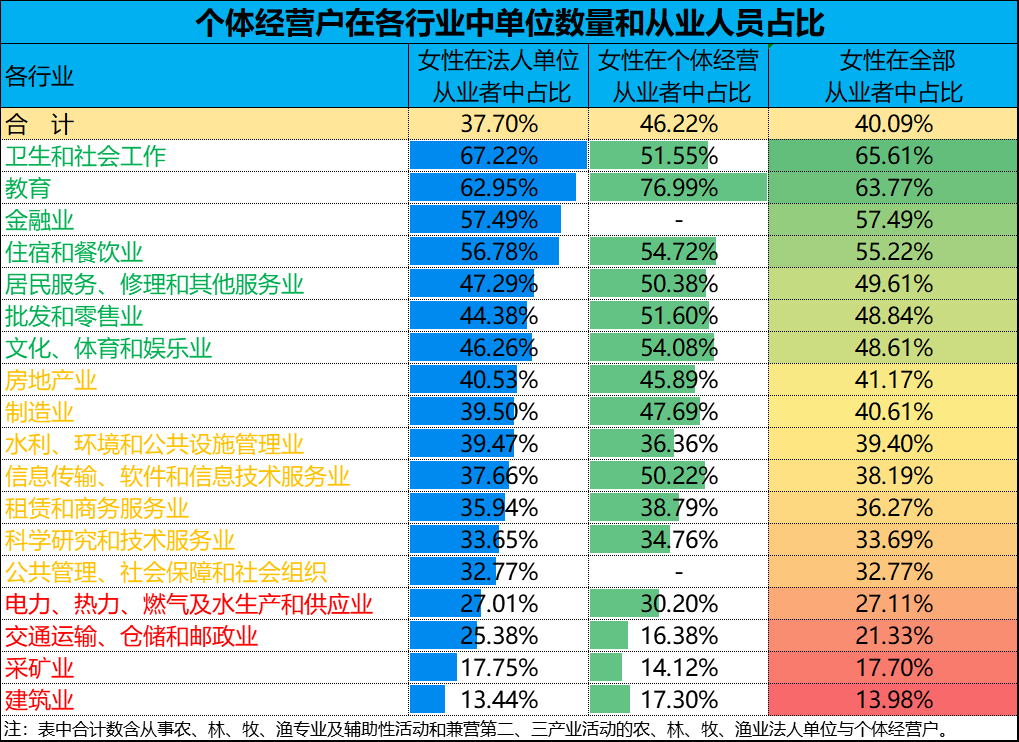 个体经营户在各行业中单位数量和从业人员占比
各行业 女性在法人单位从业者中占比 女性在个体经营从业者中占比 女性在全部从业者中占比
合 计 37.70% 46.22% 40.09%
卫生和社会工作 67.22% 51.55% 65.61%
教育 62.95% 76.99% 63.77%
金融业 57.49% - 57.49%
住宿和餐饮业 56.78% 54.72% 55.22%
居民服务、修理和其他服务业 47.29% 50.38% 49.61%
批发和零售业 44.38% 51.60% 48.84%
文化、体育和娱乐业 46.26% 54.08% 48.61%
房地产业 40.53% 45.89% 41.17%
制造业 39.50% 47.69% 40.61%
水利、环境和公共设施管理业 39.47% 36.36% 39.40%
信息传输、软件和信息技术服务业 37.66% 50.22% 38.19%
租赁和商务服务业 35.94% 38.79% 36.27%
科学研究和技术服务业 33.65% 34.76% 33.69%
公共管理、社会保障和社会组织 32.77% - 32.77%
电力、热力、燃气及水生产和供应业 27.01% 30.20% 27.11%
交通运输、仓储和邮政业 25.38% 16.38% 21.33%
采矿业 17.75% 14.12% 17.70%
建筑业 13.44% 17.30% 13.98%
注：表中合计数含从事农、林、牧、渔专业及辅助性活动和兼营第二、三产业活动的农、林、牧、渔业法人单位与个体经营户。